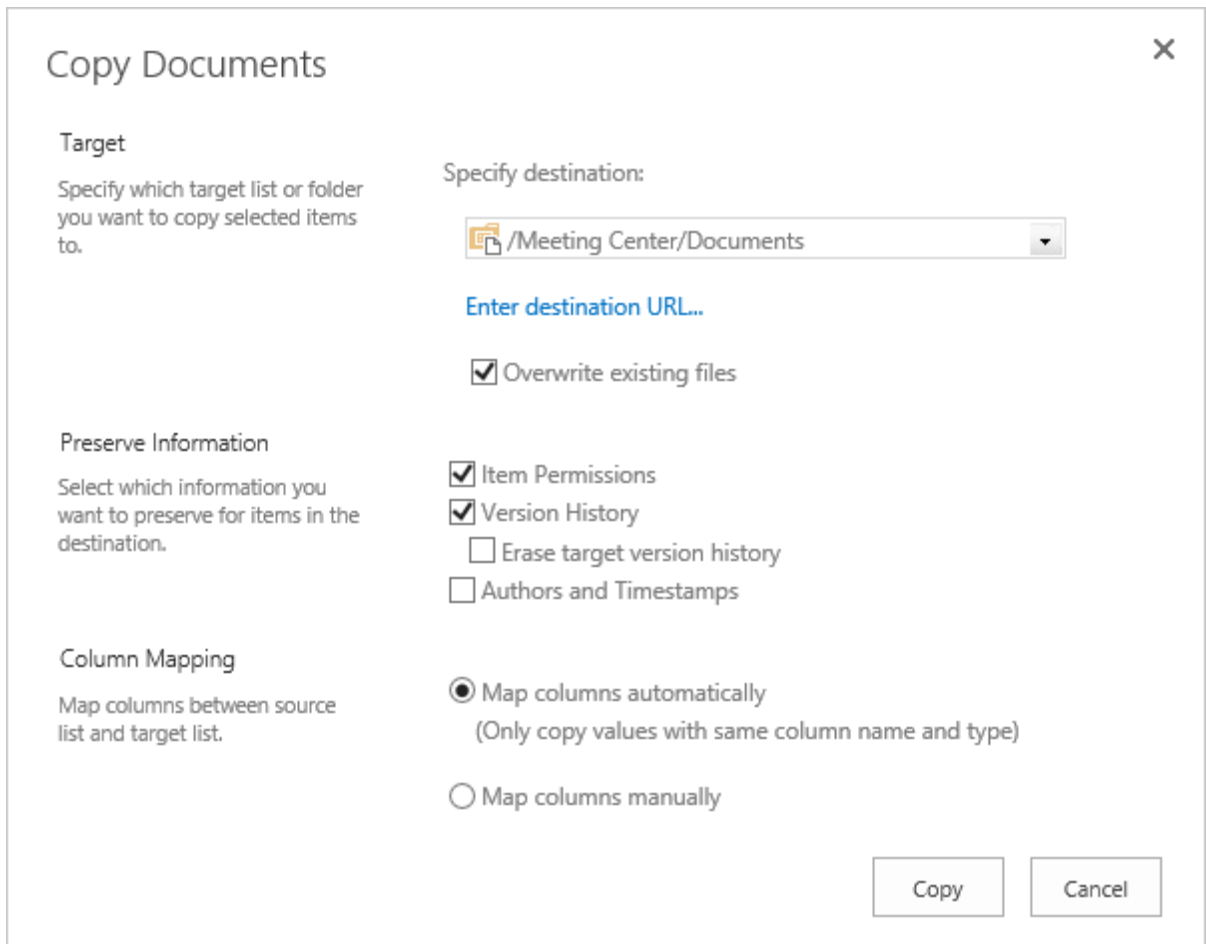 Copy Documents
Target
Specify which target list or folder
you want to copy selected items
to.
Specify destination:
/Meeting Center/Documents
Enter destination URL...
Overwrite existing files
Preserve Information
Select which information you
want to preserve for items in the
destination.
Item Permissions
Version History
Erase target version history
Authors and Timestamps
Column Mapping
Map columns between source
list and target list.
Map columns automatically
(Only copy values with same column name and type)
Map columns manually
Copy
Cancel